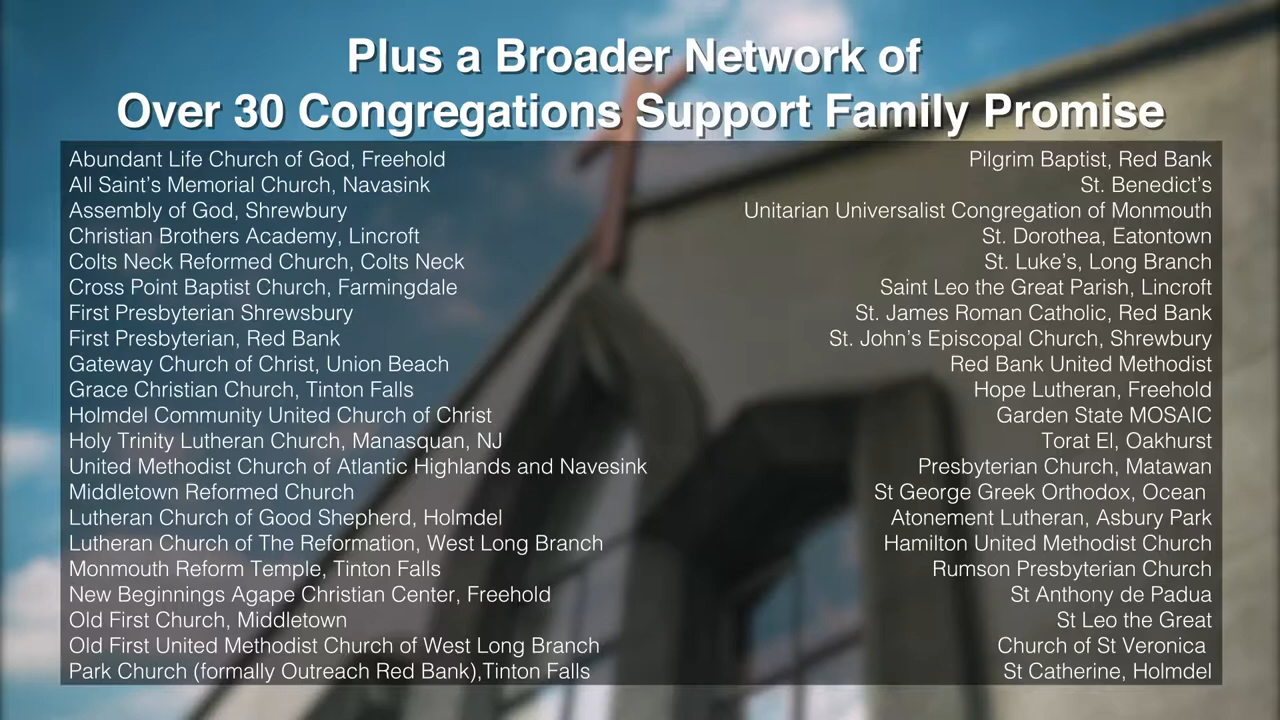 Plus a Broader Network of
Over 30 Congregations Support Family Promise
Abundant Life Church of God, Freehold
All Saint's Memorial Church, Navasink
Assembly of God, Shrewbury
Christian Brothers Academy, Lincroft
Colts Neck Reformed Church, Colts Neck
Cross Point Baptist Church, Farmingdale
First Presbyterian Shrewsbury
First Presbyterian, Red Bank
Gateway Church of Christ, Union Beach
Grace Christian Church, Tinton Falls
Holmdel Community United Church of Christ
Holy Trinity Lutheran Church, Manasquan, NJ
United Methodist Church of Atlantic Highlands and Navesink
Middletown Reformed Church
Lutheran Church of Good Shepherd, Holmdel
Lutheran Church of The Reformation, West Long Branch
Monmouth Reform Temple, Tinton Falls
New Beginnings Agape Christian Center, Freehold
Old First Church, Middletown
Old First United Methodist Church of West Long Branch
Park Church (formally Outreach Red Bank),Tinton Falls
Pilgrim Baptist, Red Bank
St. Benedict's
Unitarian Universalist Congregation of Monmouth
St. Dorothea, Eatontown
St. Luke's, Long Branch
Saint Leo the Great Parish, Lincroft
St. James Roman Catholic, Red Bank
St. John's Episcopal Church, Shrewbury
Red Bank United Methodist
Hope Lutheran, Freehold
Garden State MOSAIC
Torat El, Oakhurst
Presbyterian Church, Matawan
St George Greek Orthodox, Ocean
Atonement Lutheran, Asbury Park
Hamilton United Methodist Church
Rumson Presbyterian Church
St Anthony de Padua
St Leo the Great
Church of St Veronica
St Catherine, Holmdel